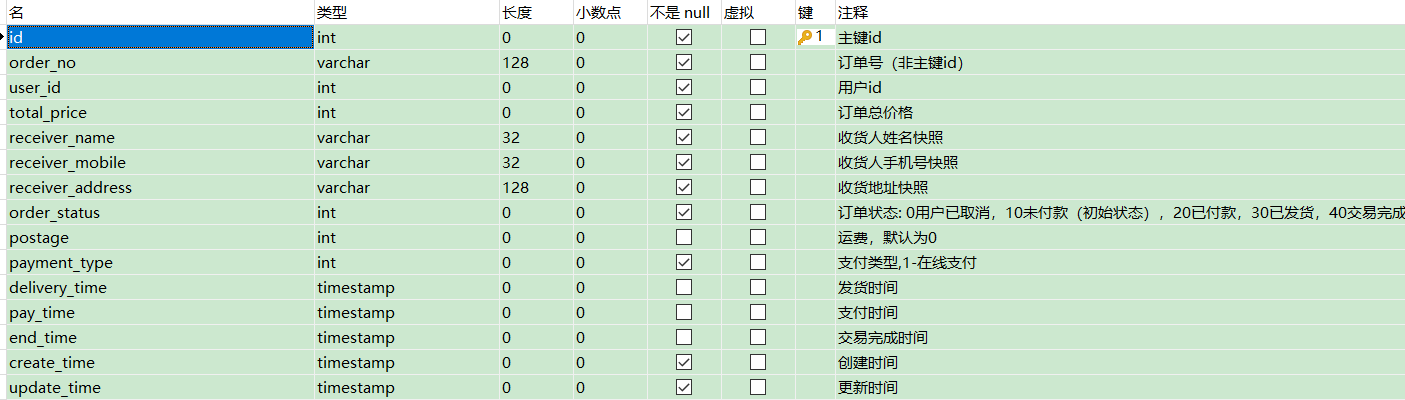 名 类型 长度 小数点 不是 null 虚拟 键 注释
id int 0 0 1 主键id
order_no varchar 128 0 订单号（非主键id）
user_id int 0 0 用户id
total_price int 0 0 订单总价格
receiver_name varchar 32 0 收货人姓名快照
receiver_mobile varchar 32 0 收货人手机号快照
receiver_address varchar 128 0 收货地址快照
order_status int 0 0 订单状态: 0用户已取消，10未付款（初始状态）, 20已付款，30已发货，40交易完成
postage int 0 0 运费，默认为0
payment_type int 0 0 支付类型,1-在线支付
delivery_time timestamp 0 0 发货时间
pay_time timestamp 0 0 支付时间
end_time timestamp 0 0 交易完成时间
create_time timestamp 0 0 创建时间
update_time timestamp 0 0 更新时间